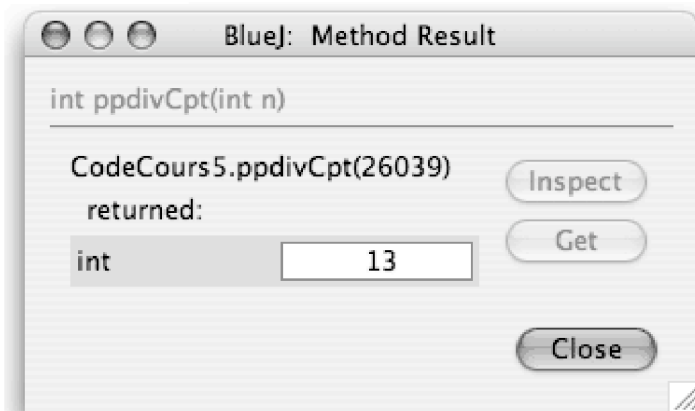 BlueJ: Method Result
int ppdivCpt(int n)
CodeCours5.ppdivCpt(26039)
Inspect
returned:
Get
int 13
Close